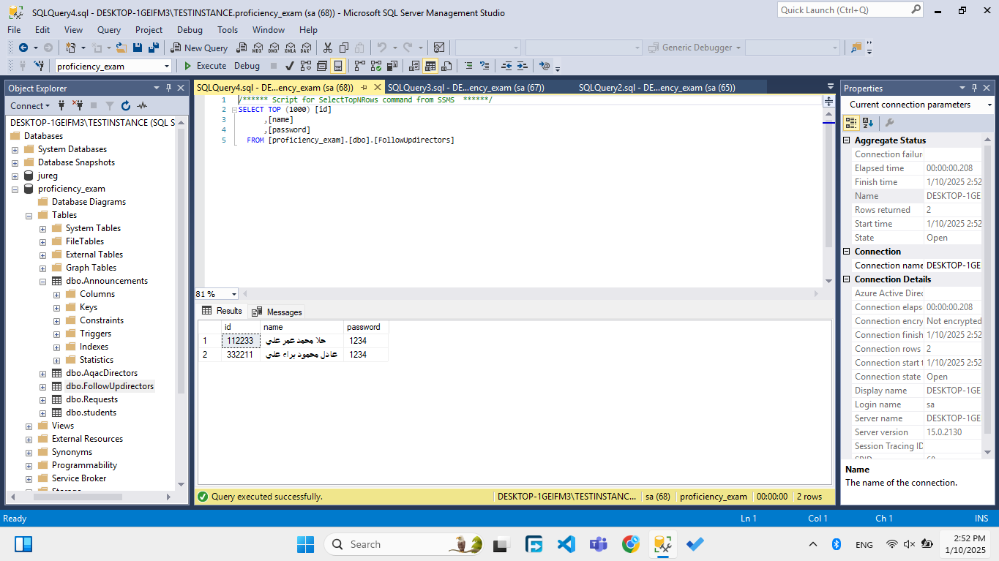 SQLQuery4.sql - DESKTOP-1GEIFM3\TESTINSTANCE.proficiency_exam (sa (68)) - Microsoft SQL Server Management Studio
Quick Launch (Ctrl+Q)
File Edit View Query Project Debug Tools Window Help
New Query MDX DMX XMLA DAX Generic Debugger
proficiency_exam Execute Debug
Object Explorer
Connect
DESKTOP-1GEIFM3\TESTINSTANCE (SQL S
Databases
System Databases
Database Snapshots
jureg
proficiency_exam
Database Diagrams
Tables
System Tables
FileTables
External Tables
Graph Tables
dbo.Announcements
Columns
Keys
Constraints
Triggers
Indexes
Statistics
dbo.AqacDirectors
dbo.FollowUpdirectors
dbo.Requests
dbo.students
Views
External Resources
Synonyms
Programmability
Service Broker
SQLQuery4.sql - DE...ency_exam (sa (68)) SQLQuery3.sql - DE...ency_exam (sa (67)) SQLQuery2.sql - DE...ency_exam (sa (65))
1 /****** Script for SelectTopNRows command from SSMS ******/
2 SELECT TOP (1000) [id]
3 ,[name]
4 ,[password]
5 FROM [proficiency_exam].[dbo].[FollowUpdirectors]
81 %
Results Messages
id name password
1 112233 حلا محمد عمر علي 1234
2 332211 عادل محمود براء علي 1234
Query executed successfully. DESKTOP-1GEIFM3\TESTINSTANC... sa (68) proficiency_exam 00:00:00 2 rows
Properties
Current connection parameters
Aggregate Status
Connection failur
Elapsed time 00:00:00.208
Finish time 1/10/2025 2:52
Name DESKTOP-1GE
Rows returned 2
Start time 1/10/2025 2:52
State Open
Connection
Connection name DESKTOP-1GE
Connection Details
Azure Active Direc
Connection elaps 00:00:00.208
Connection encry Not encrypted
Connection finish 1/10/2025 2:52
Connection rows 2
Connection start t 1/10/2025 2:52
Connection state Open
Display name DESKTOP-1GE
Login name sa
Server name DESKTOP-1GE
Server version 15.0.2130
Session Tracing ID
Name
The name of the connection.
Ready Ln 1 Col 1 Ch 1 INS
Search
ENG
2:52 PM
1/10/2025